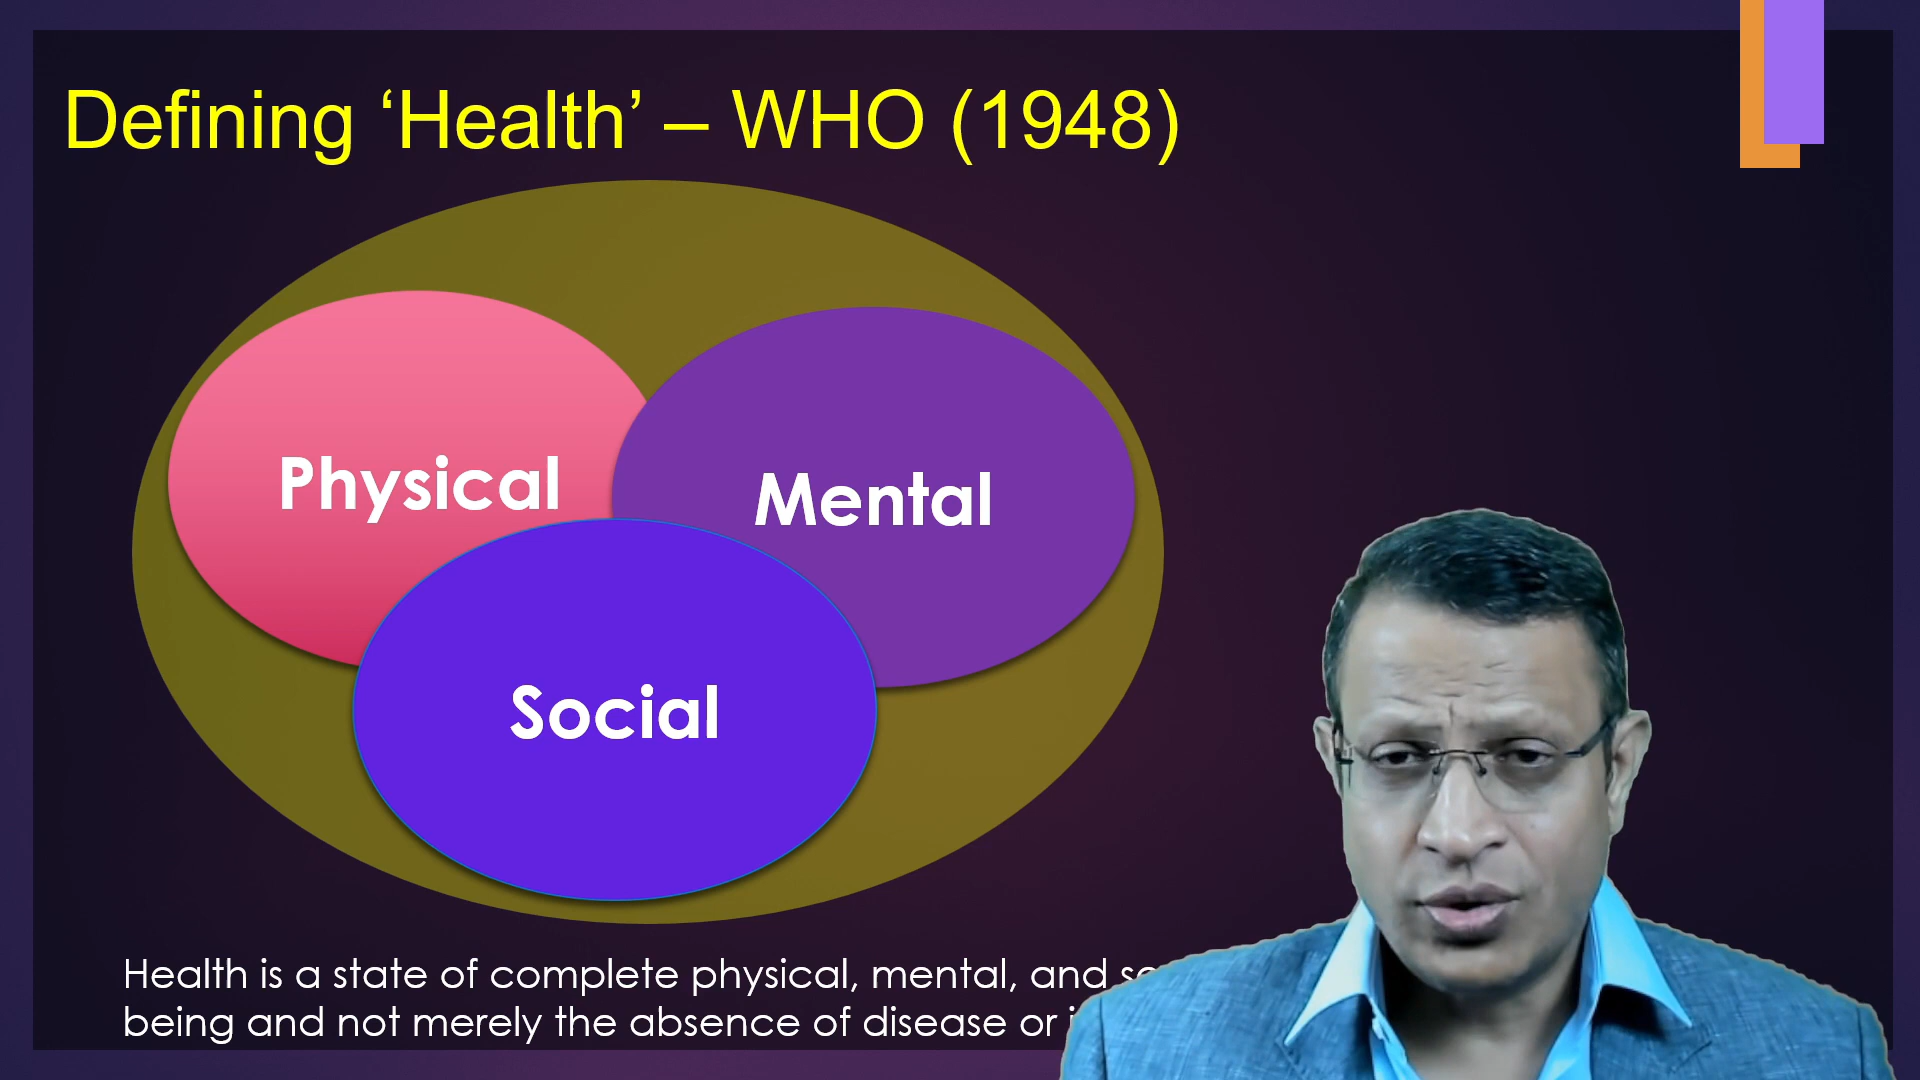 Defining ‘Health’ – WHO (1948)
Physical
Mental
Social
Health is a state of complete physical, mental, and
being and not merely the absence of disease or